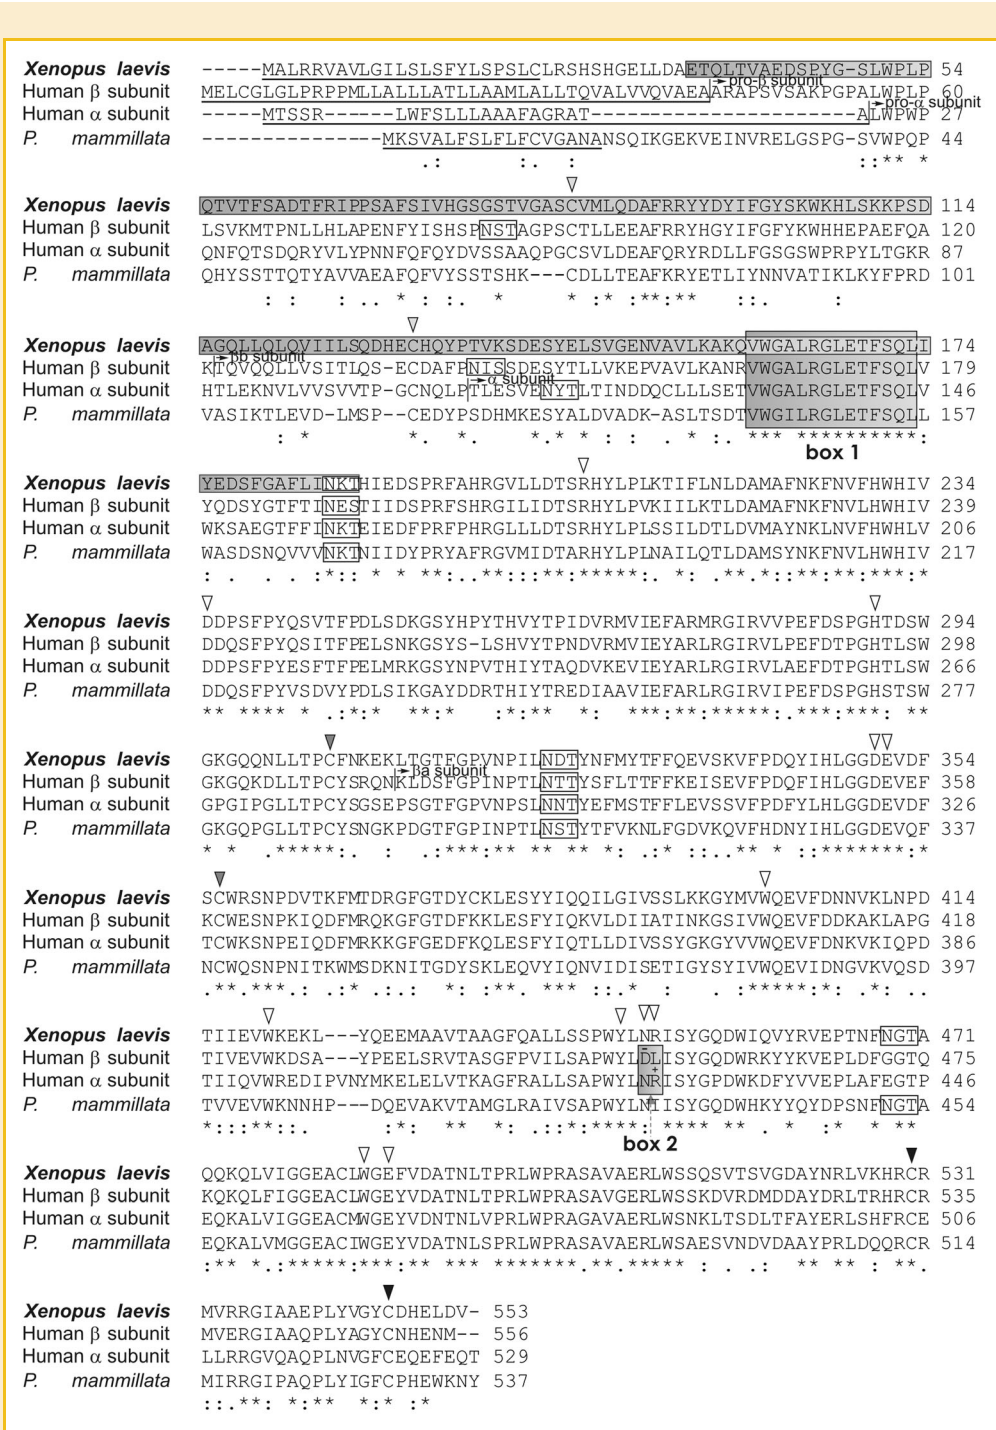 Xenopus laevis -----MALRRVAVLGILSLSFYLSPSLCLRSHSHGELLDAETQLTVAEDSPYG-SLWPLP 54
pro-β subunit
Human β subunit MELCGLGLPRPPMLLALLLATLLAAMLALLTQVALVVQVAEAARAPSVSAKPGPALWPLP 60
pro-α subunit
Human α subunit ----MTSSR------LWFSLLLAAAFAGRAT----------------------ALWPWP 27
P. mammillata ---------------MKSVALFSLFLFCVGANANSQIKGEKVEINVRELGSPG-SVWPQP 44
.: : . : ::** *
Xenopus laevis QTVTFSADTFRIPPSAFSIVHGSGSTVGASCVMLQDAFRRYYDYIFGYSKWKHLSKKPSD 114
Human β subunit LSVKMTPNLLHLAPENFYISHSPNSTAGPSCTLLEEAFRRYHGYIFGFYKWHHEPAEFQA 120
Human α subunit QNFQTSDQRYVLYPNNFQFQYDVSSAAQPGCSVLDEAFQRYRDLLFGSGSWPRPYLTGKR 87
P. mammillata QHYSSTTQTYAVVAEAFQFVYSSTSHK---CDLLTEAFKRYETLIYNNVATIKLKYFPRD 101
: : : .. * : :. * * : :**:** ::. :
Xenopus laevis AGQLLQLQVIILSQDHECHQYPTVKSDESYELSVGENVAVLKAKQVWGALRGLETFSQLI 174
βb subunit
Human β subunit KTQVQQLLVSITLQS-ECDAFPNISSDESYTLLVKEPVAVLKANRVWGALRGLETFSQLV 179
α subunit
Human α subunit HTLEKNVLVVSVVTP-GCNQLPTLESVENYTLTINDDQCLLLSETVWGALRGLETFSQLV 146
P. mammillata VASIKTLEVD-LMSP--CEDYPSDHMKESYALDVADK-ASLTSDTVWGILRGLETFSQLL 157
: * *. *. *.* * : : . * :. *** ***********:
box 1
Xenopus laevis YEDSFGAFLINKTHIEDSPRFAHRGVLLDTSRHYLPLKTIFLNLDAMAFNKFNVFHWHIV 234
Human β subunit YQDSYGTFTINESTIIDSPRFSHRGILIDTSRHYLPVKIILKTLDAMAFNKFNVLHWHIV 239
Human α subunit WKSAEGTFFINKTEIEDFPRFPHRGLLLDTSRHYLPLSSILDTLDVMAYNKLNVFHWHLV 206
P. mammillata WASDSNQVVVNKTNIIDYPRYAFRGVMIDTARHYLPLNAILQTLDAMSYNKFNVLHWHIV 217
: . . . :*:: * * **: .**:::**:*****:. *: .**.*::**:**:***:*
Xenopus laevis DDPSFPYQSVTFPDLSDKGSYHPYTHVYTPIDVRMVIEFARMRGIRVVPEFDSPGHTDSW 294
Human β subunit DDQSFPYQSITFPELSNKGSYS-LSHVYTPNDVRMVIEYARLRGIRVLPEFDTPGHTLSW 298
Human α subunit DDPSFPYESFTFPELMRKGSYNPVTHIYTAQDVKEVIEYARLRGIRVLAEFDTPGHTLSW 266
P. mammillata DDQSFPYVSDVYPDLSIKGAYDDRTHIYTREDIAAVIEFARLRGIRVIPEFDSPGHSTSW 277
** **** * .:*:* **:* :*:** *: ***:**:*****:.***:***: **
Xenopus laevis GKGQQNLLTPCFNKEKLTGTFGPVNPILNDTYNFMYTFFQEVSKVFPDQFIHLGGDEVDF 354
βa subunit
Human β subunit GKGQKDLLTPCYSRQNKLDSFGPINPTLNTTYSFLTTFFKEISEVFPDQFIHLGGDEVEF 358
Human α subunit GPGIPGLLTPCYSGSEPSGTFGPVNPSLNNTYEFMSTFFLEVSSVFPDFYLHLGGDEVDF 326
P. mammillata GKGQPGLLTPCYSNGKPDGTFGPINPTLNSTYTFVKNLFGDVKQVFHDNYIHLGGDEVQF 337
* * .*****:. : .:***:** ** ** *: .:* ::..** * ::*******:*
Xenopus laevis SCWRSNPDVTKFMTDRGFGTDYCKLESYYIQQILGIVSSLKKGYMVWQEVFDNNVKLNPD 414
Human β subunit KCWESNPKIQDFMRQKGFGTDFKKLESFYIQKVLDIIATINKGSIVWQEVFDDKAKLAPG 418
Human α subunit TCWKSNPEIQDFMRKKGFGEDFKQLESFYIQTLLDIVSSYGKGYVVWQEVFDNKVKIQPD 386
P. mammillata NCWQSNPNITKWMSDKNITGDYSKLEQVYIQNVIDISETIGYSYIVWQEVIDNGVKVQSD 397
.**.***.: .:* .:.: *: :**. *** ::.* : . :*****:*: .*: ..
Xenopus laevis TIIEVWKEKL---YQEEMAAVTAAGFQALLSSPWYLNRISYGQDWIQVYRVEPTNFNGTA 471
Human β subunit TIVEVWKDSA---YPEELSRVTASGFPVILSAPWYLDLISYGQDWRKYYKVEPLDFGGTQ 475
Human α subunit TIIQVWREDIPVNYMKELELVTKAGFRALLSAPWYLNRISYGPDWKDFYVVEPLAFEGTP 446
P. mammillata TVVEVWKNNHP---DQEVAKVTAMGLRAIVSAPWYLNIISYGQDWHKYYQYDPSNFNGTA 454
*:::**::. :*: ** *: .::*:****: **** ** . * :* * **
box 2
Xenopus laevis QQKQLVIGGEACLWGEFVDATNLTPRLWPRASAVAERLWSSQSVTSVGDAYNRLVKHRCR 531
Human β subunit KQKQLFIGGEACLWGEYVDATNLTPRLWPRASAVGERLWSSKDVRDMDDAYDRLTRHRCR 535
Human α subunit EQKALVIGGEACMWGEYVDNTNLVPRLWPRAGAVAERLWSNKLTSDLTFAYERLSHFRCE 506
P. mammillata EQKALVMGGEACIWGEYVDATNLSPRLWPRASAVAERLWSAESVNDVDAAYPRLDQQRCR 514
:** *.:*****:***:** *** *******.**.***** : . .: ** ** : **.
Xenopus laevis MVRRGIAAEPLYVGYCDHELDV- 553
Human β subunit MVERGIAAQPLYAGYCNHENM-- 556
Human α subunit LLRRGVQAQPLNVGFCEQEFEQT 529
P. mammillata MIRRGIPAQPLYIGFCPHEWKNY 537
::.**: *:** *:* :*